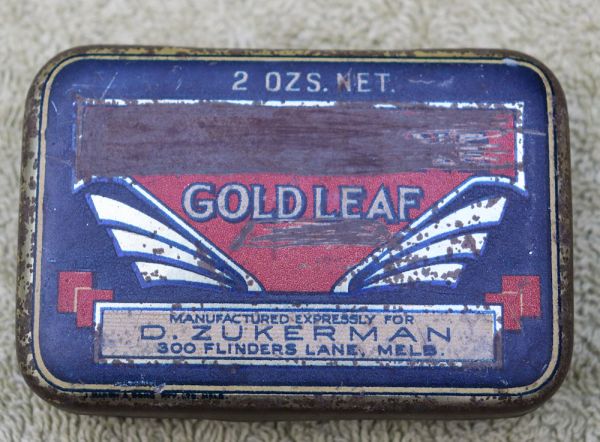 2 OZS. NET.
GOLD LEAF
MANUFACTURED EXPRESSLY FOR
D. ZUKERMAN
300 FLINDERS LANE, MELB.